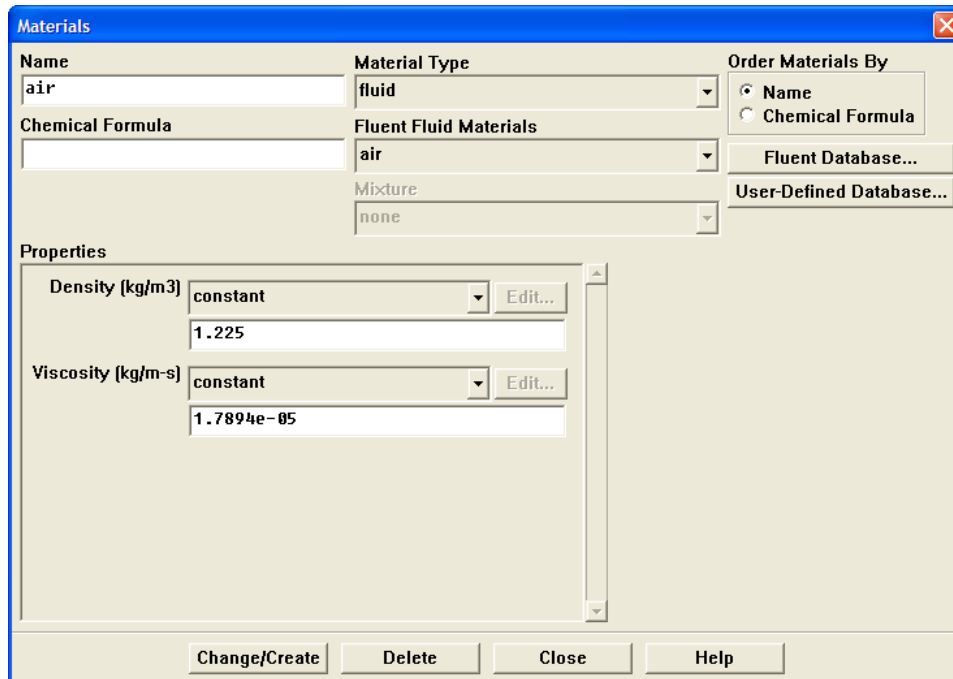 Materials
Name
air
Chemical Formula
Material Type
fluid
Fluent Fluid Materials
air
Mixture
none
Order Materials By
Name
Chemical Formula
Fluent Database...
User-Defined Database...
Properties
Density (kg/m3)
constant
Edit...
1.225
Viscosity (kg/m-s)
constant
Edit...
1.7894e-05
Change/Create
Delete
Close
Help